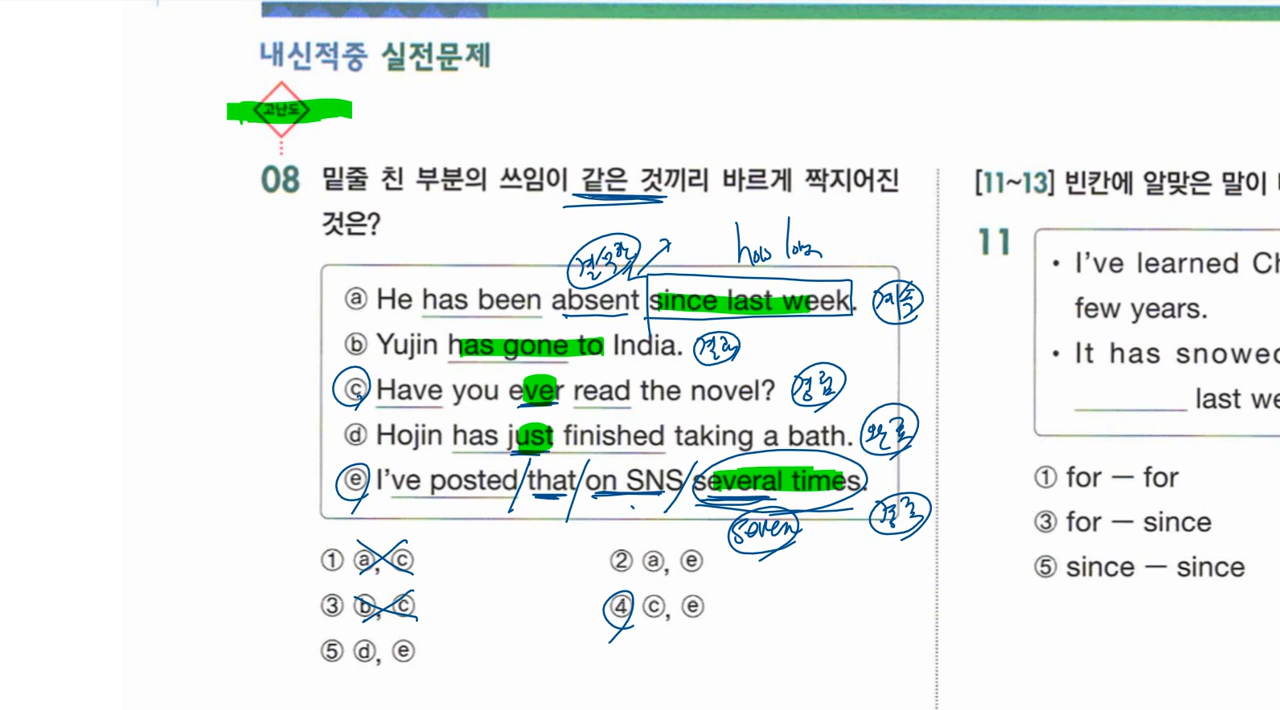 내신적중 실전문제
고난도
08 밑줄 친 부분의 쓰임이 같은 것끼리 바르게 짝지어진
것은?
how long
ⓐ He has been absent since last week. 계속
ⓑ Yujin has gone to India. 결과
ⓒ Have you ever read the novel? 경험
ⓓ Hojin has just finished taking a bath. 완료
ⓔ I've posted that on SNS several times.
seven
① ⓐ, ⓒ ② ⓐ, ⓔ
③ ⓑ, ⓒ ④ ⓒ, ⓔ
⑤ ⓓ, ⓔ
[11~13] 빈칸에 알맞은 말이
11
• I've learned Ch
few years.
• It has snowed
________ last we
① for — for
③ for — since
⑤ since — since